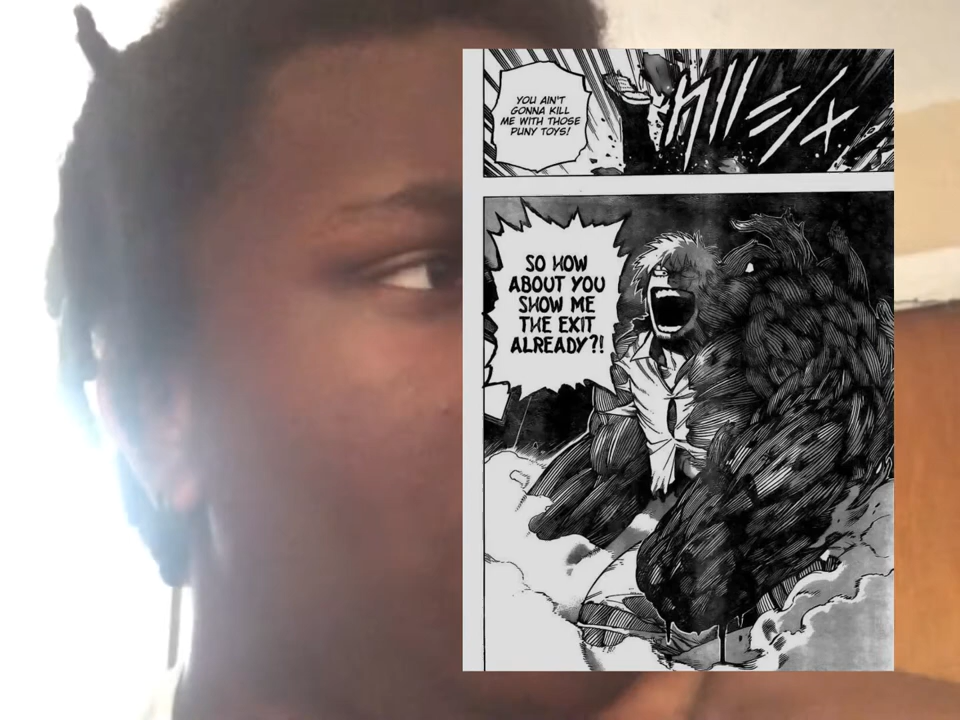 YOU AIN'T
GONNA KILL
ME WITH THOSE
PUNY TOYS!
SO HOW
ABOUT YOU
SHOW ME
THE EXIT
ALREADY?!